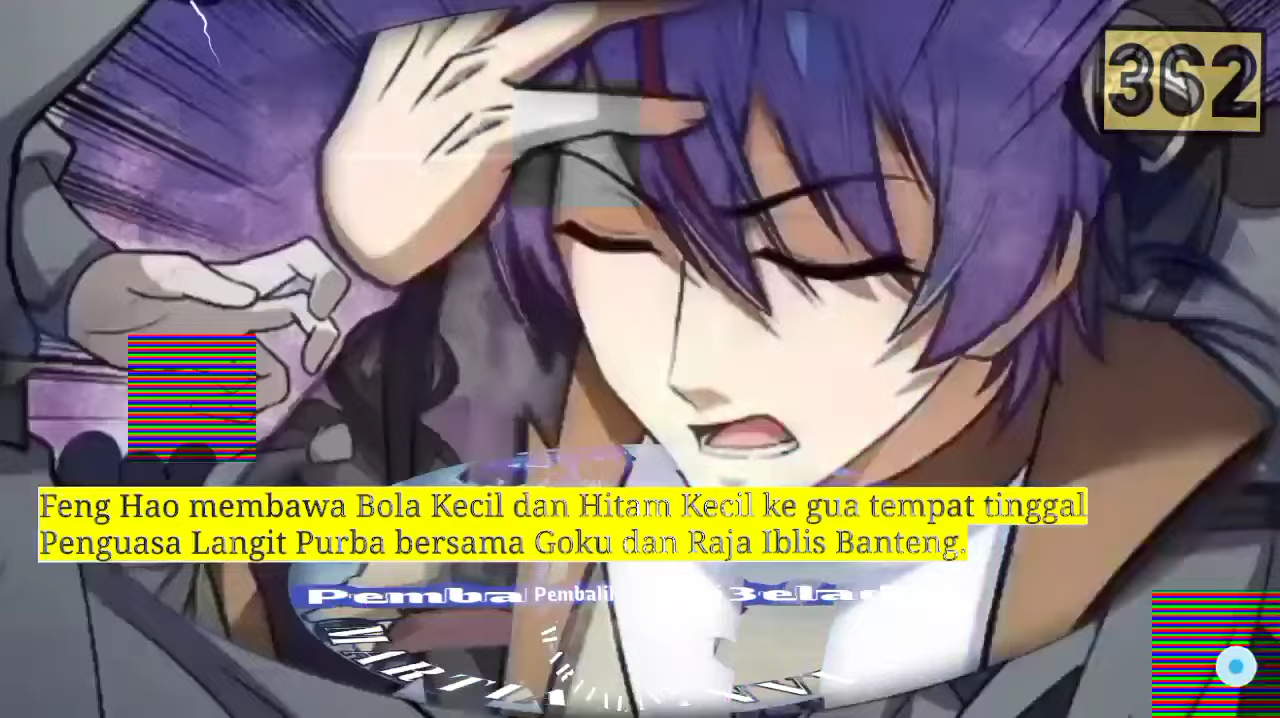 362
Feng Hao membawa Bola Kecil dan Hitam Kecil ke gua tempat tinggal
Penguasa Langit Purba bersama Goku dan Raja Iblis Banteng.
Pemba